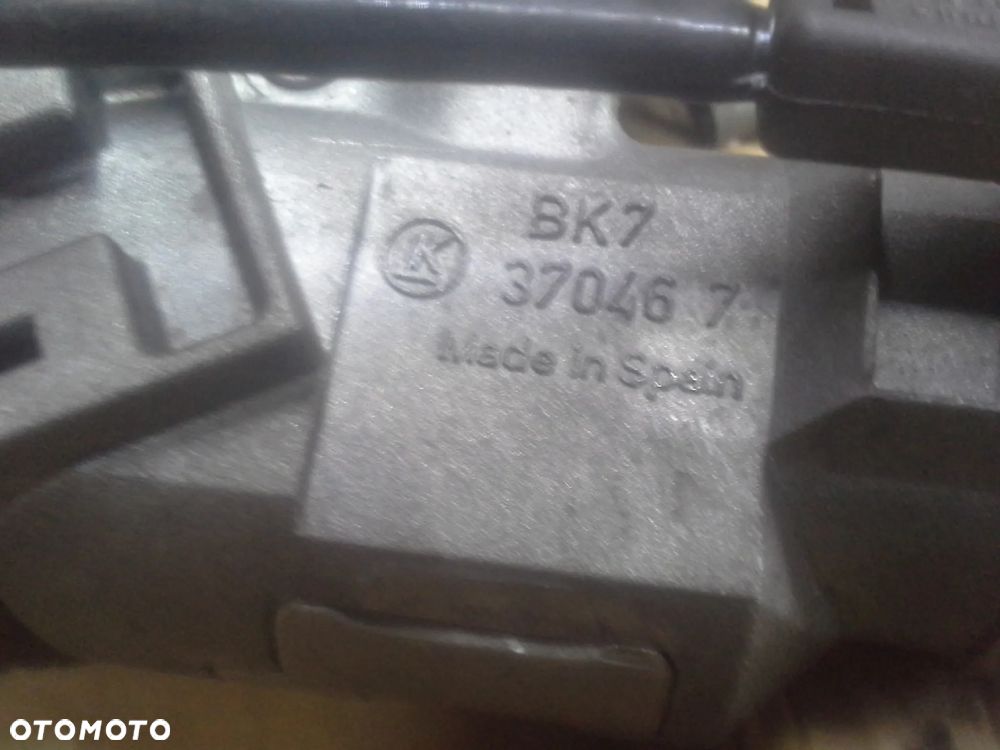 BK7
K
37046 7
Made in Spain
OTOMOTO